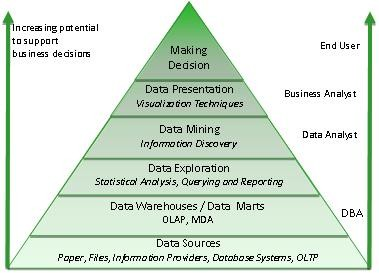 Increasing potential
to support
business decisions
End User
Making
Decision
Business Analyst
Data Presentation
Visualization Techniques
Data Analyst
Data Mining
Information Discovery
Data Exploration
Statistical Analysis, Querying and Reporting
Data Warehouses / Data Marts
OLAP, MDA
DBA
Data Sources
Paper, Files, Information Providers, Database Systems, OLTP